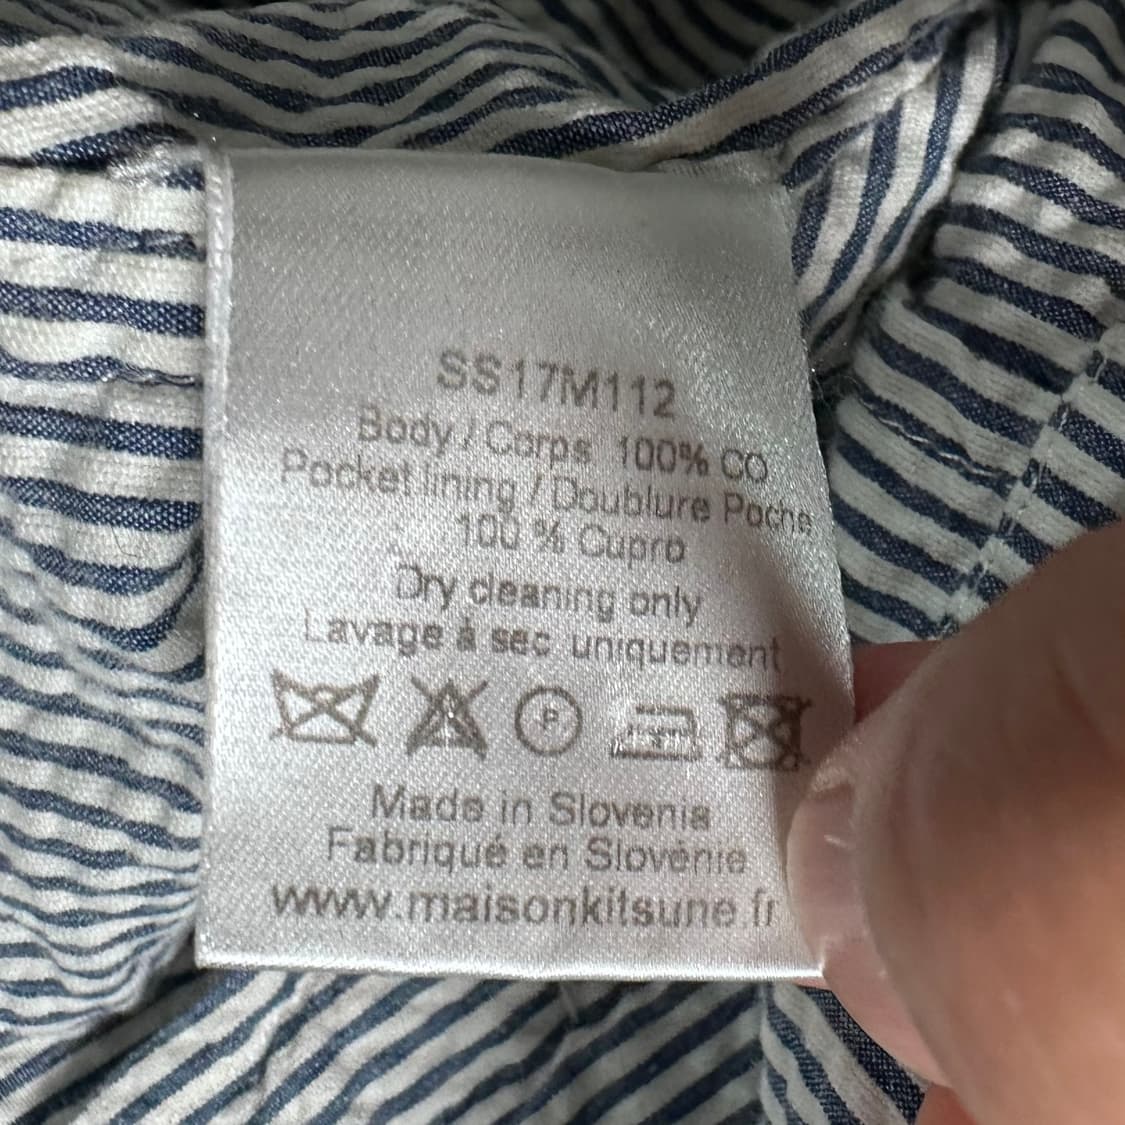 SS17M112
Body / Corps 100% CO
Pocket lining / Doublure Poche
100 % Cupro
Dry cleaning only
Lavage à sec uniquement
P
Made in Slovenia
Fabriqué en Slovénie
www.maisonkitsune.fr